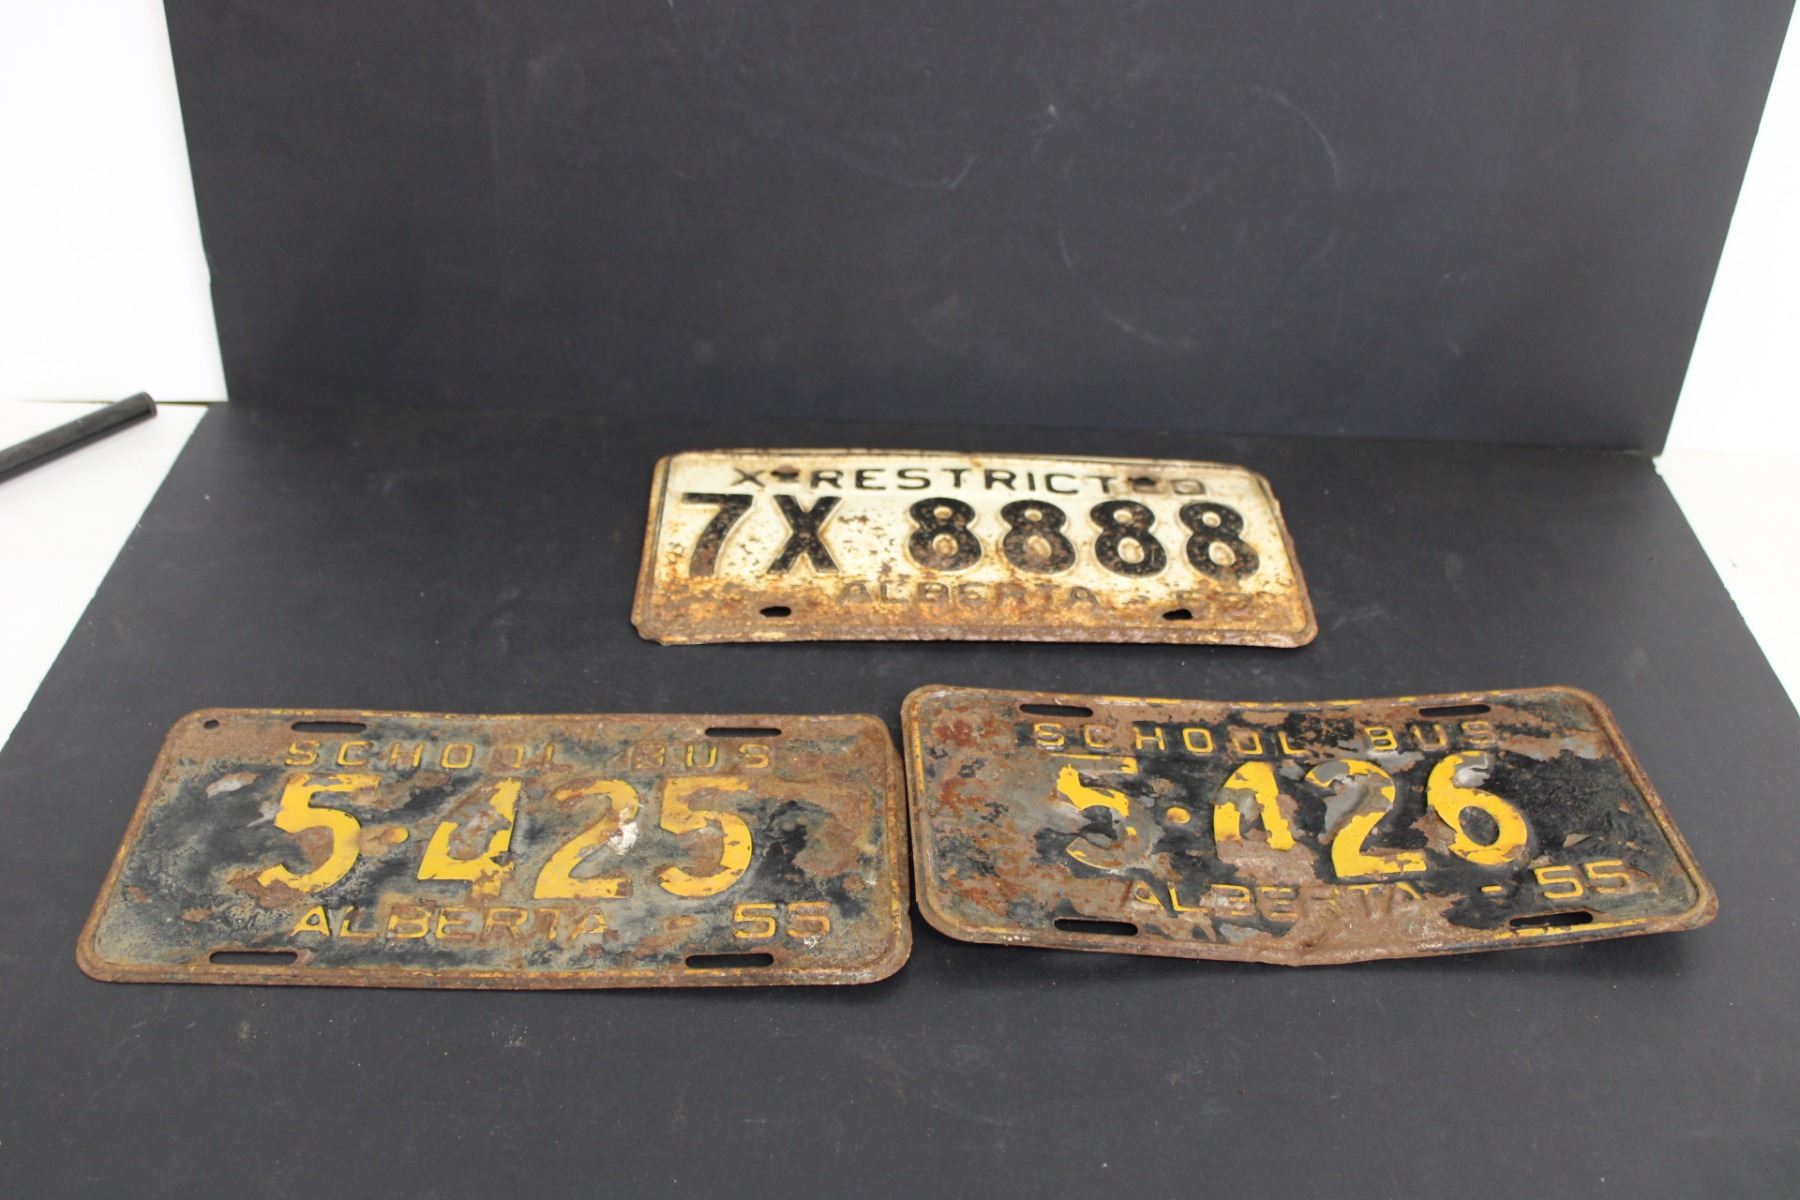 X-RESTRICTED
7X 8888
ALBERTA -
SCHOOL BUS
5·425
ALBERTA - 55
SCHOOL BUS
5·426
ALBERTA - 55